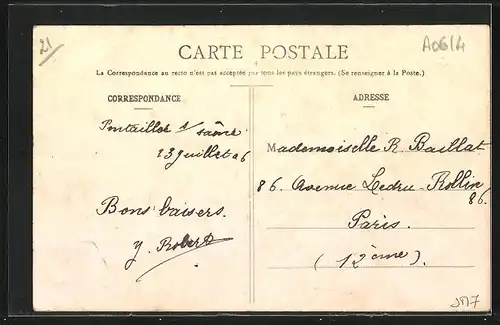 21
A0614
CARTE POSTALE
La Correspondance au recto n'est pas acceptée par tous les pays étrangers. (Se renseigner à la Poste.)
CORRESPONDANCE
Pontailler s/ saône
23 Juillet 06
Bons baisers.
Y. Robert
ADRESSE
Mademoiselle R. Baillat
86. Avenue Ledru-Rollin
86.
Paris.
(12ème)